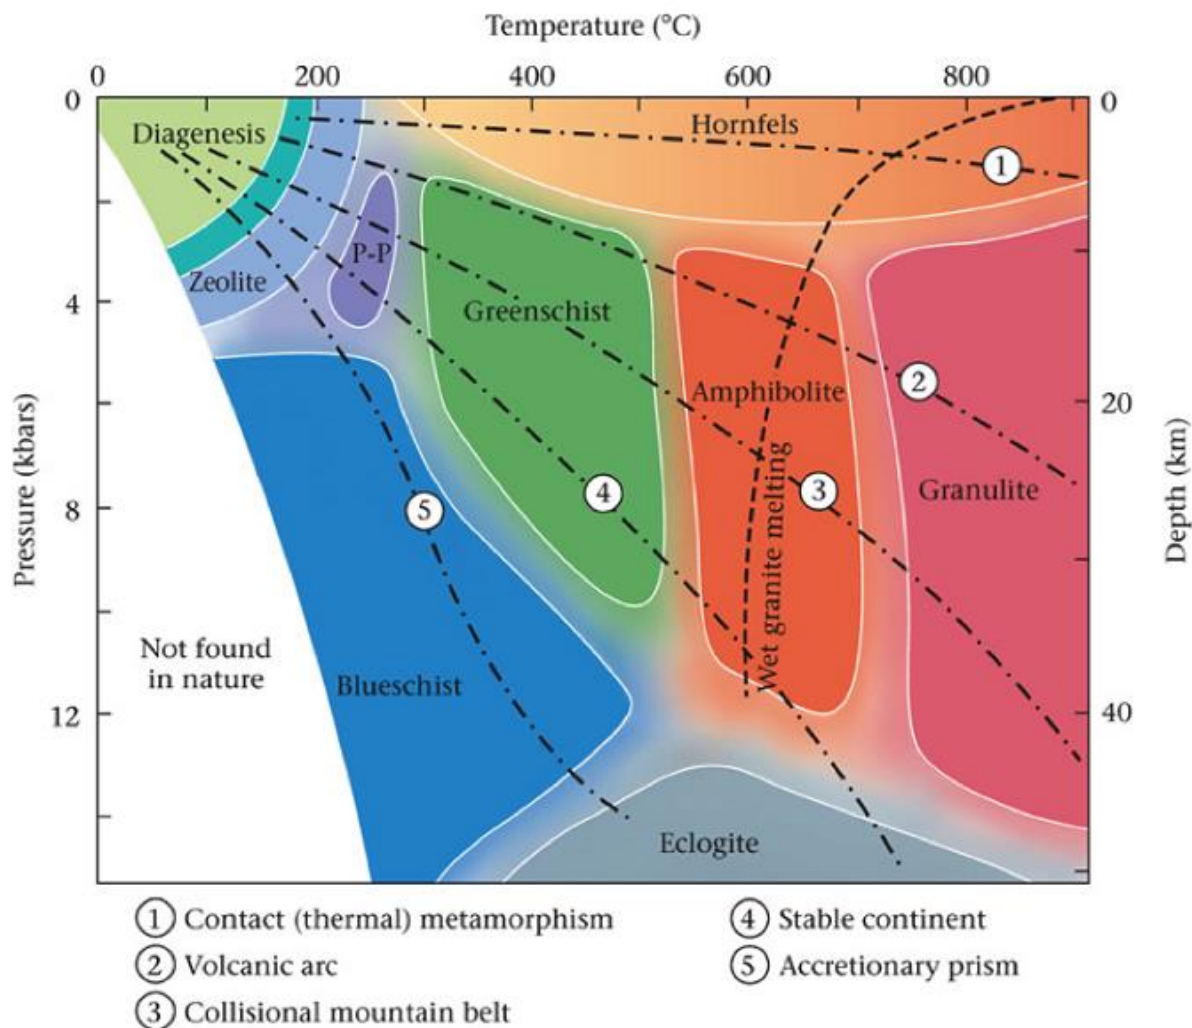 Temperature (°C)
0 200 400 600 800
0 0
Diagenesis
Hornfels
1
P-P
Zeolite
4
Greenschist
2
Amphibolite
20
Pressure (kbars)
Depth (km)
Granulite
4
3
8
5
Wet granite melting
Not found
in nature
Blueschist
12
40
Eclogite
1 Contact (thermal) metamorphism
2 Volcanic arc
3 Collisional mountain belt
4 Stable continent
5 Accretionary prism